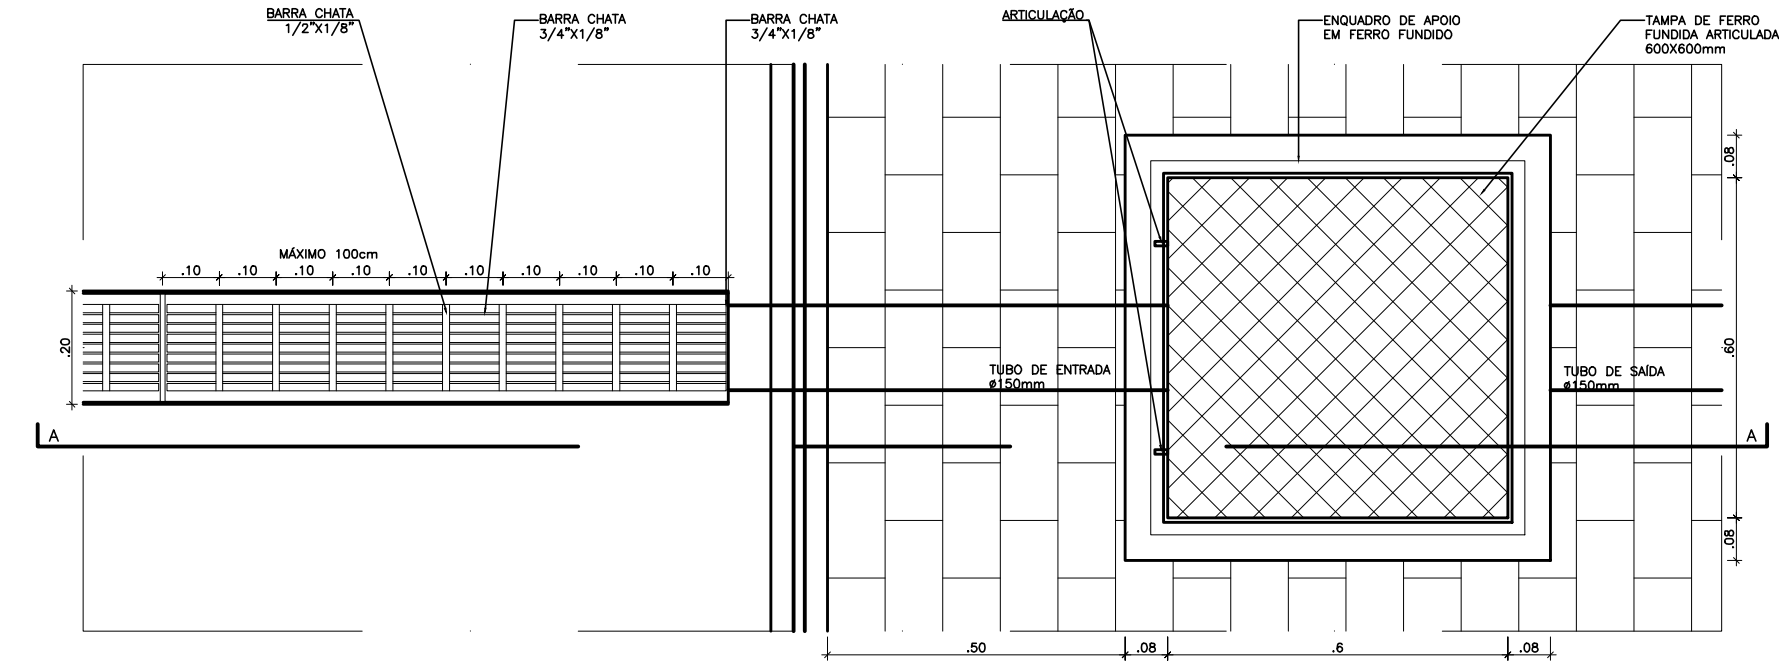 BARRA CHATA
1/2"X1/8"
BARRA CHATA
3/4"X1/8"
BARRA CHATA
3/4"X1/8"
ARTICULAÇÃO
ENQUADRO DE APOIO
EM FERRO FUNDIDO
TAMPA DE FERRO
FUNDIDA ARTICULADA
600X600mm
MÁXIMO 100cm
.10 .10 .10 .10 .10 .10 .10 .10 .10 .10
.20
TUBO DE ENTRADA
ø150mm
TUBO DE SAÍDA
ø150mm
.08
.60
.08
A
A
.50 .08 .6 .08